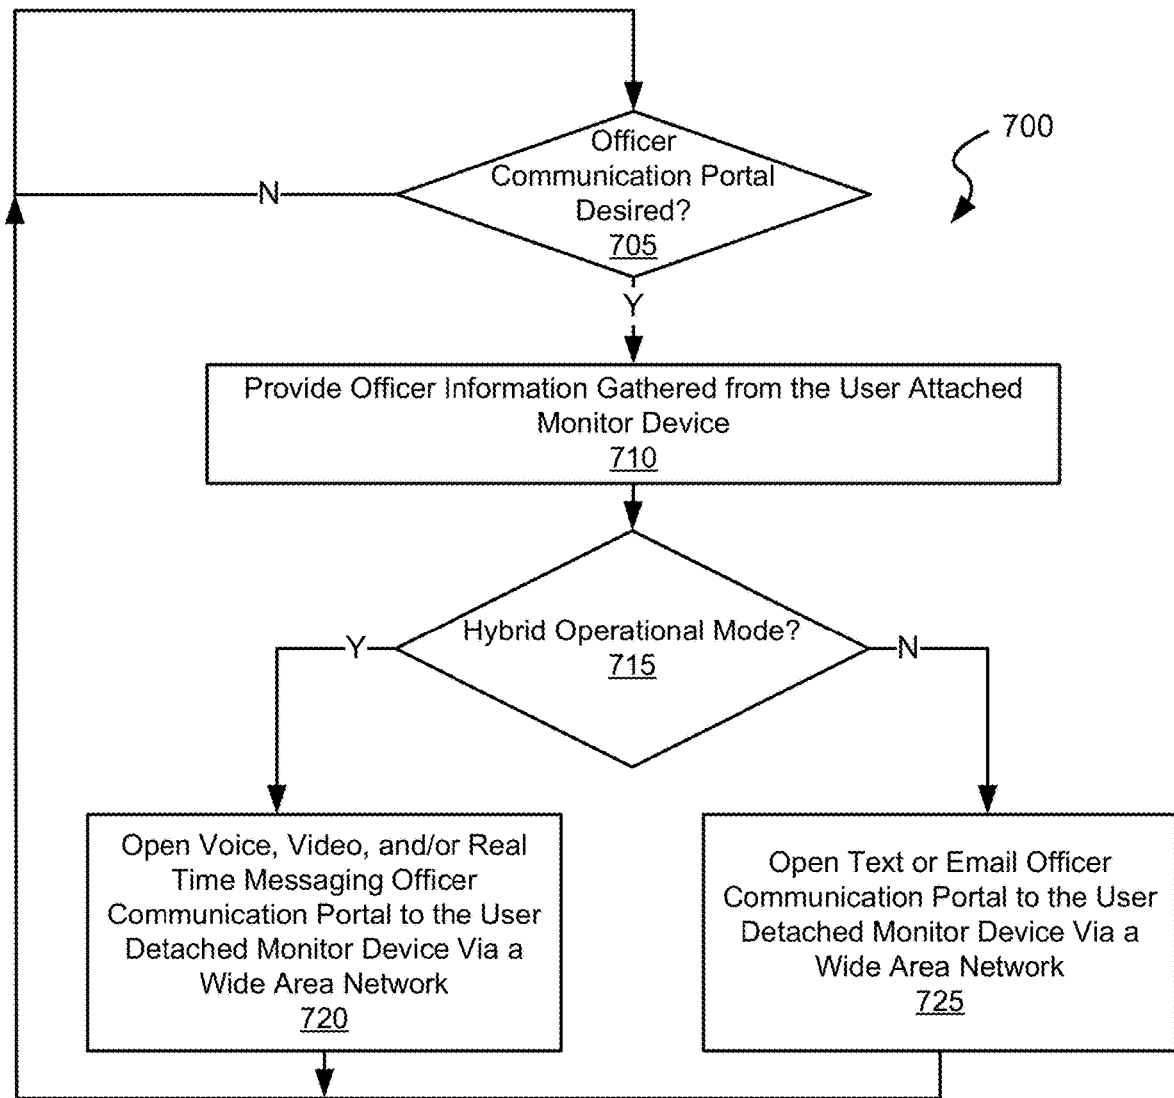 Officer
Communication Portal
Desired?
705
700
N
Y
Provide Officer Information Gathered from the User Attached
Monitor Device
710
Hybrid Operational Mode?
715
Y
N
Open Voice, Video, and/or Real
Time Messaging Officer
Communication Portal to the User
Detached Monitor Device Via a
Wide Area Network
720
Open Text or Email Officer
Communication Portal to the User
Detached Monitor Device Via a
Wide Area Network
725